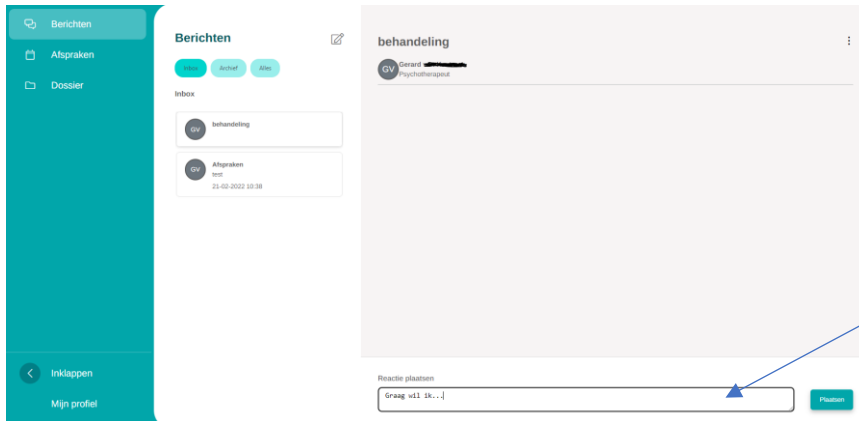 Berichten
Afspraken
Dossier
Inklappen
Mijn profiel
Berichten
Inbox
Archief
Alles
Inbox
GV
behandeling
GV
Afspraken
test
21-02-2022 10:38
behandeling
GV
Gerard
Psychotherapeut
Reactie plaatsen
Graag wil ik...
Plaatsen